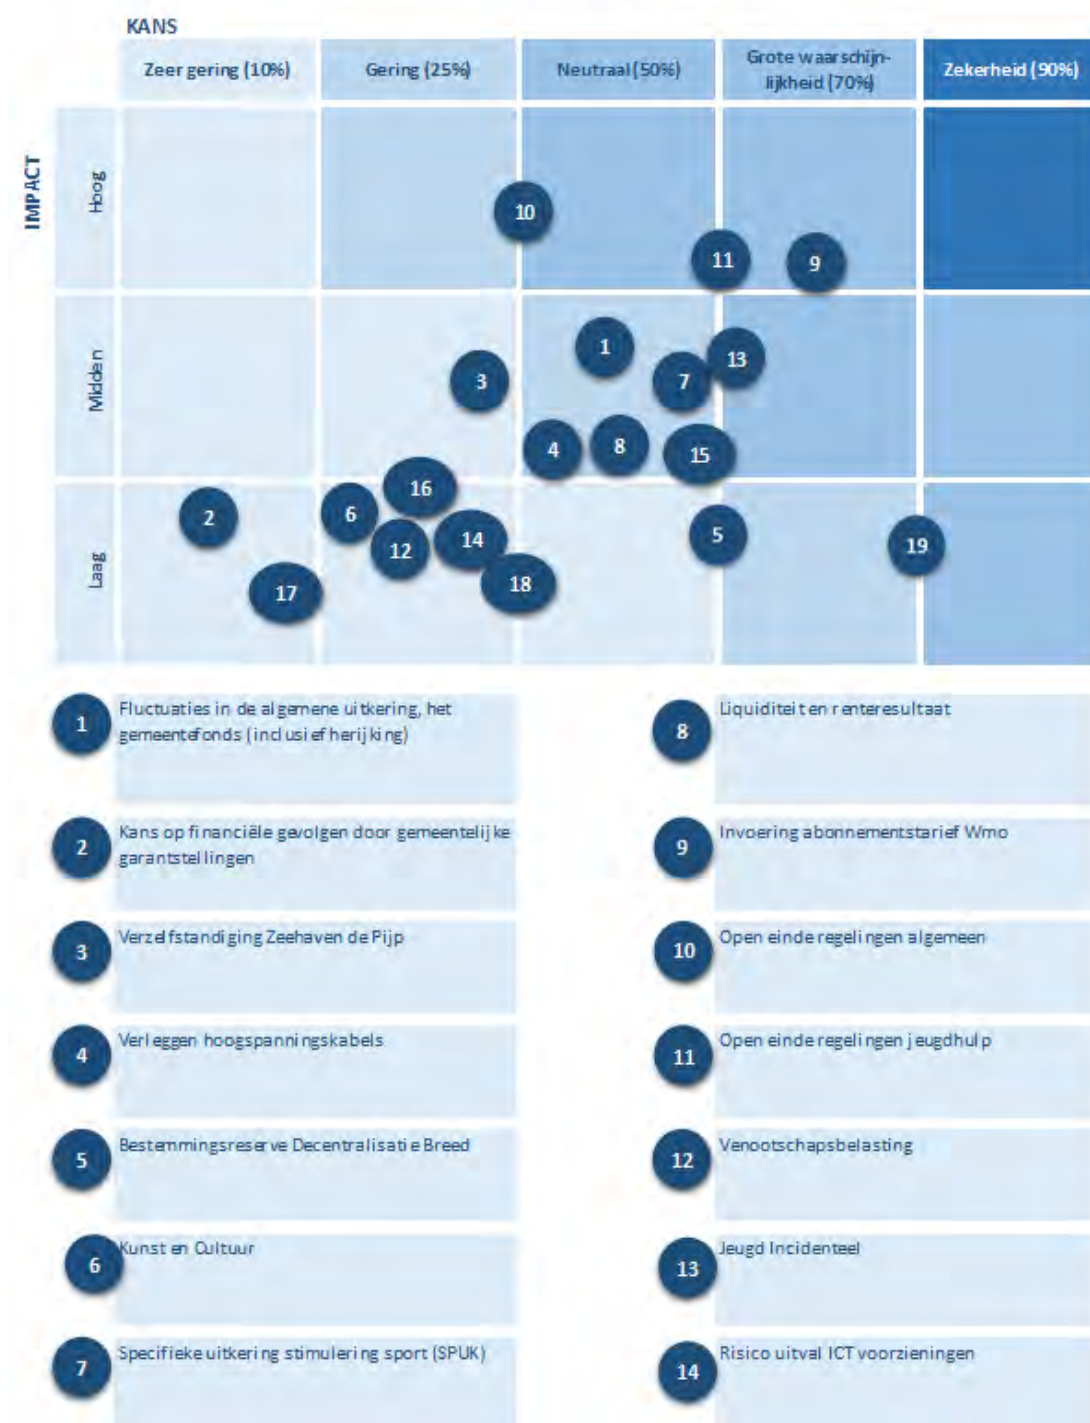 KANS
Zeer gering (10%)
Gering (25%)
Neutraal (50%)
Grote waarschijn-
lijkheid (70%)
Zekerheid (90%)
IMPACT
Hoog
10
11
9
Midden
1
3
7
13
4
8
15
Laag
16
2
6
12
14
5
19
17
18
1
Fluctuaties in de algemene uitkering, het
gemeentefonds (inclusief herijking)
2
Kans op financiële gevolgen door gemeentelijke
garantstellingen
3
Verzelfstandiging Zeehaven de Pijp
4
Verleggen hoogspanningskabels
5
Bestemmingsreserve Decentralisatie Breed
6
Kunst en Cultuur
7
Specifieke uitkering stimulering sport (SPUK)
8
Liquiditeit en renteresultaat
9
Invoering abonnementstarief Wmo
10
Open einde regelingen algemeen
11
Open einde regelingen jeugdhulp
12
Venootschapsbelasting
13
Jeugd Incidenteel
14
Risico uitval ICT voorzieningen